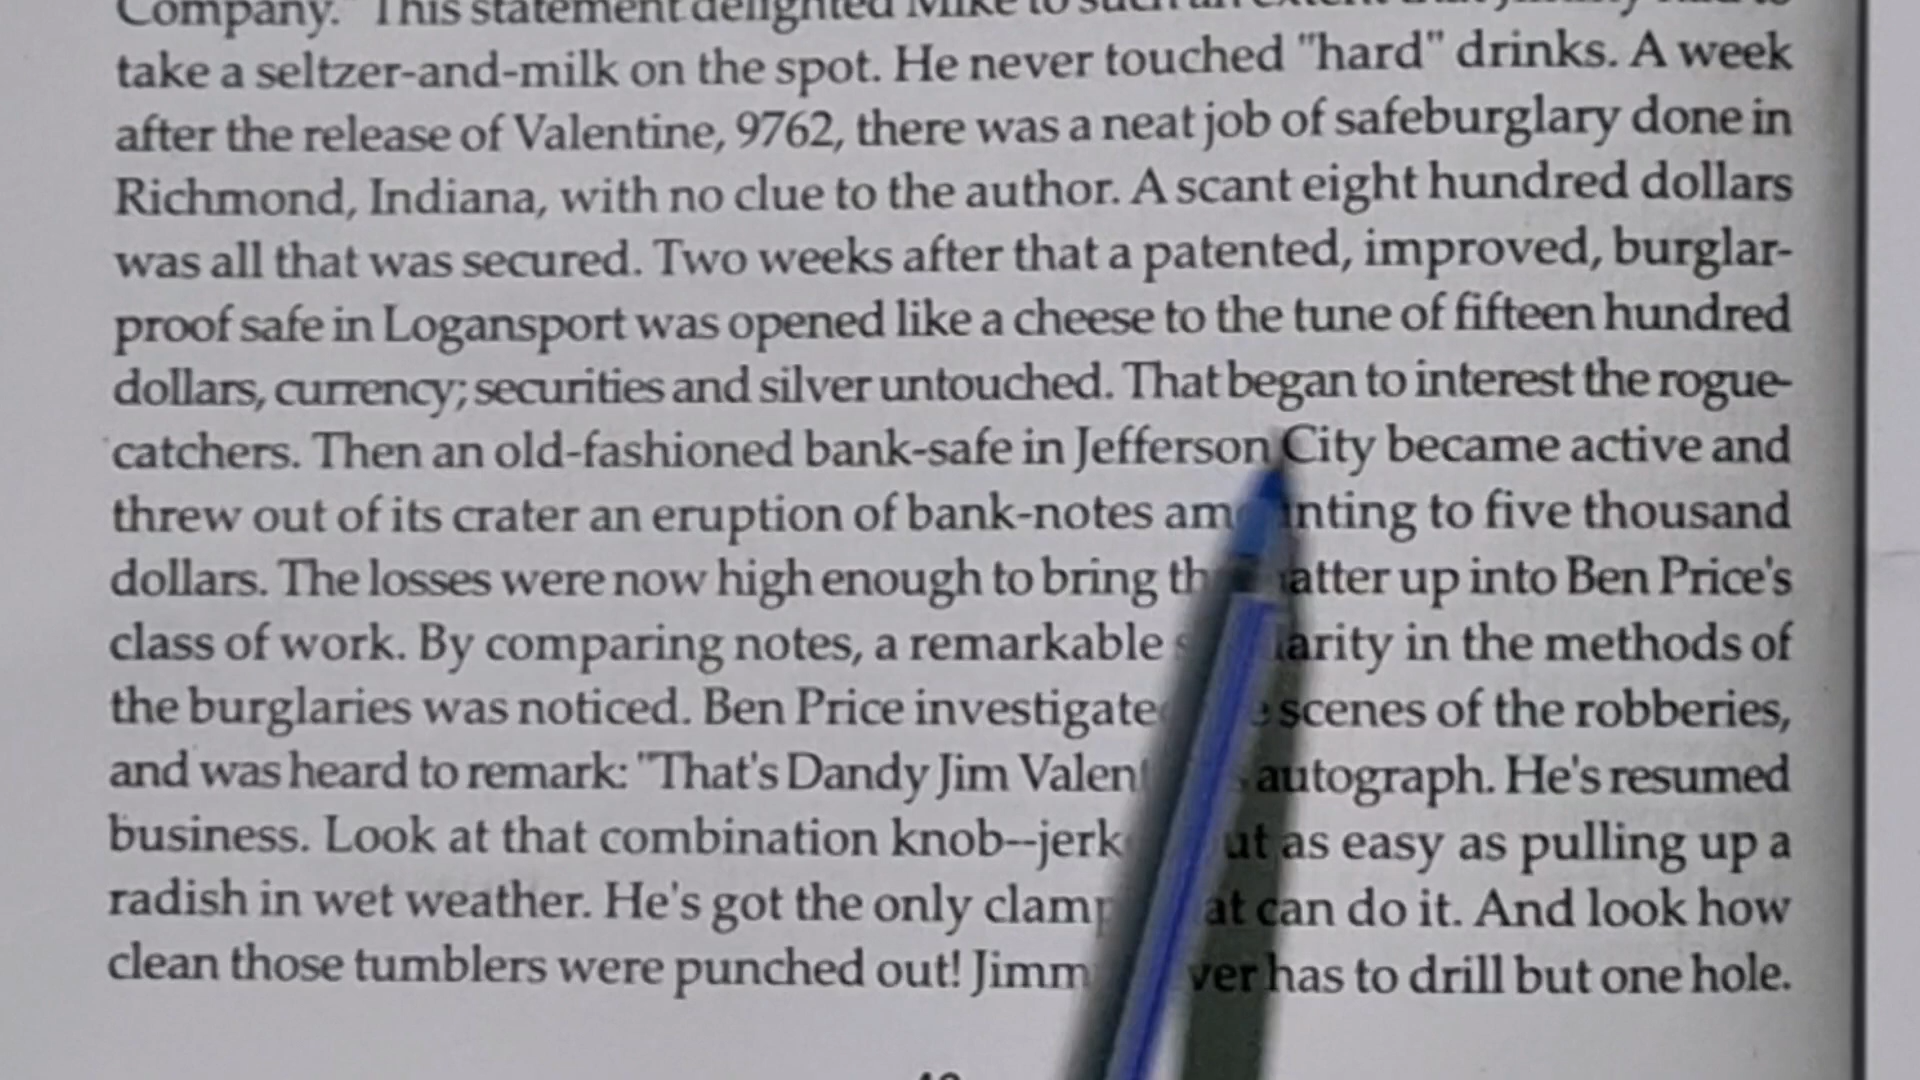 Company." This statement delighted Mike to such an extent that Jimmy had to
take a seltzer-and-milk on the spot. He never touched "hard" drinks. A week
after the release of Valentine, 9762, there was a neat job of safeburglary done in
Richmond, Indiana, with no clue to the author. A scant eight hundred dollars
was all that was secured. Two weeks after that a patented, improved, burglar-
proof safe in Logansport was opened like a cheese to the tune of fifteen hundred
dollars, currency; securities and silver untouched. That began to interest the rogue-
catchers. Then an old-fashioned bank-safe in Jefferson City became active and
threw out of its crater an eruption of bank-notes amounting to five thousand
dollars. The losses were now high enough to bring the matter up into Ben Price's
class of work. By comparing notes, a remarkable similarity in the methods of
the burglaries was noticed. Ben Price investigated the scenes of the robberies,
and was heard to remark: "That's Dandy Jim Valentine's autograph. He's resumed
business. Look at that combination knob--jerked out as easy as pulling up a
radish in wet weather. He's got the only clamps that can do it. And look how
clean those tumblers were punched out! Jimmy never has to drill but one hole.